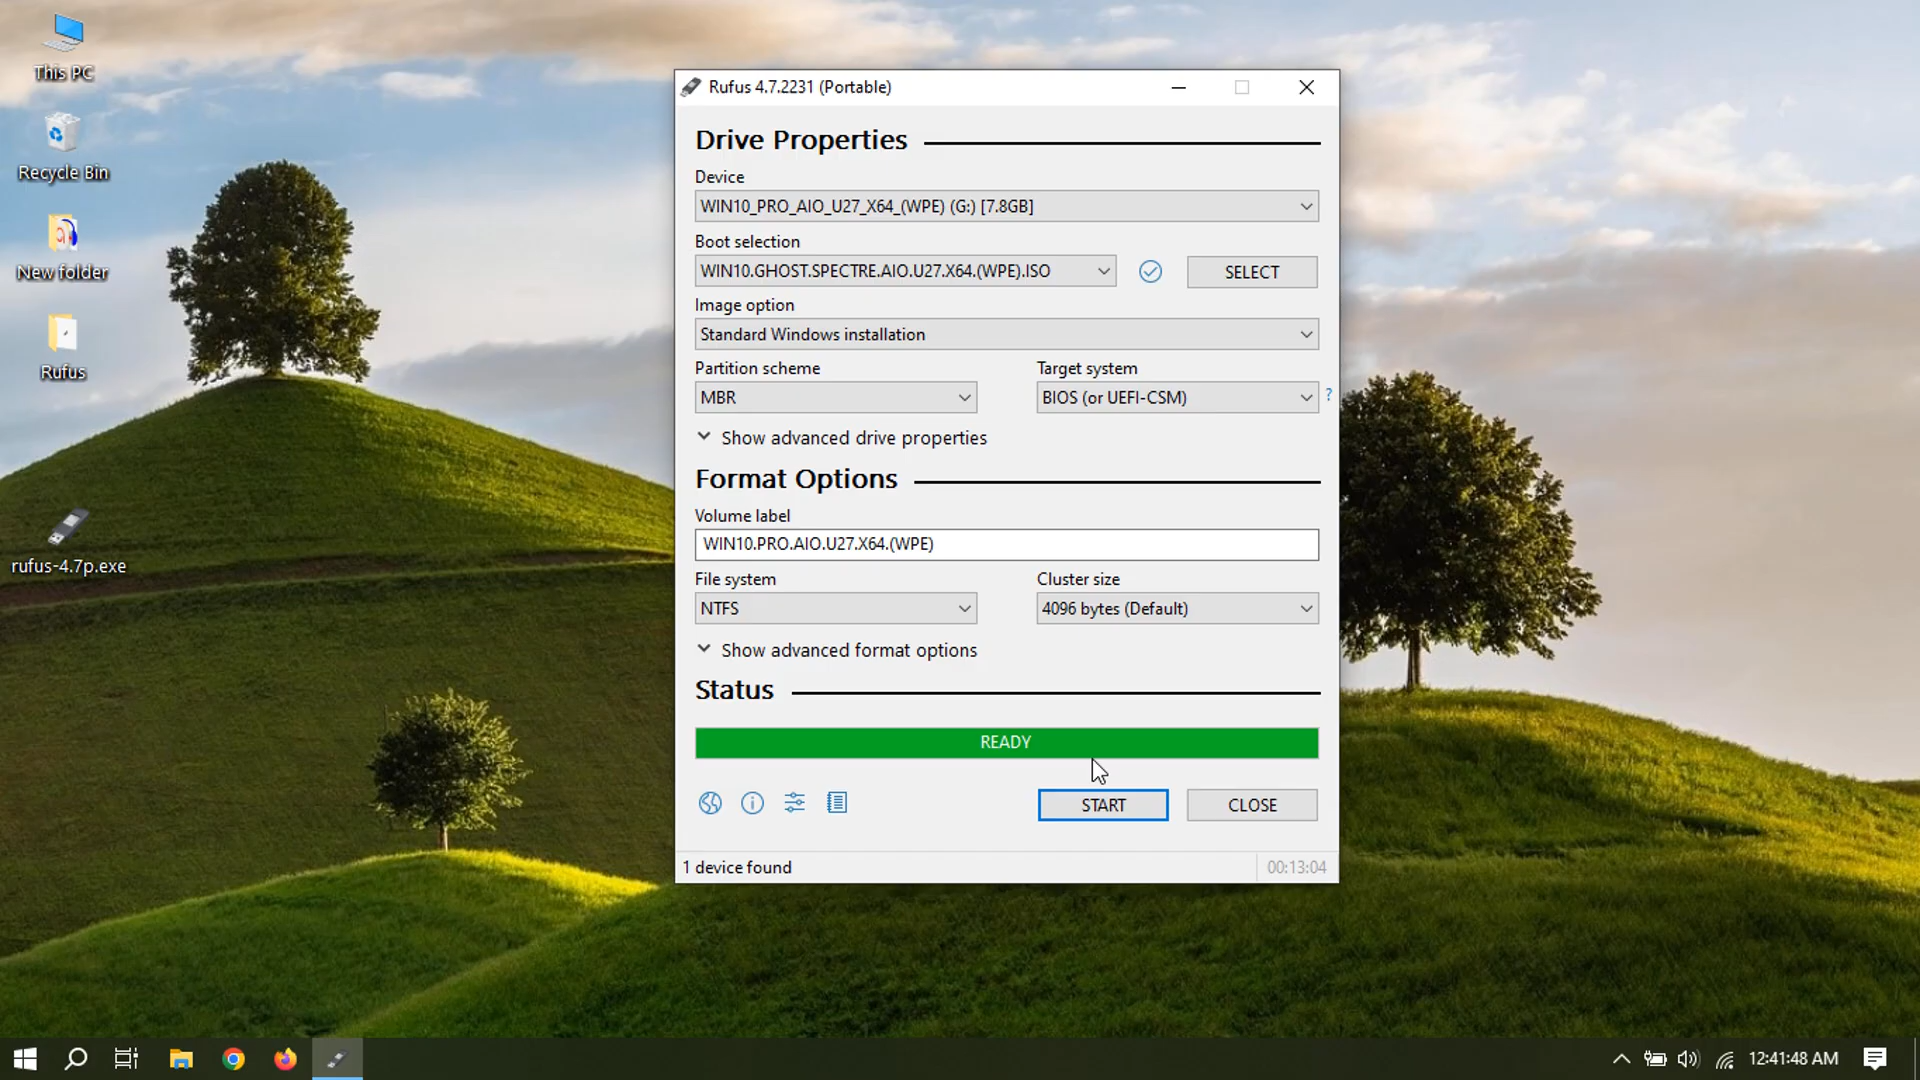 This PC
Recycle Bin
New folder
Rufus
rufus-4.7p.exe
Rufus 4.7.2231 (Portable)
Drive Properties
Device
WIN10_PRO_AIO_U27_X64_(WPE) (G:) [7.8GB]
Boot selection
WIN10.GHOST.SPECTRE.AIO.U27.X64.(WPE).ISO
SELECT
Image option
Standard Windows installation
Partition scheme
Target system
MBR
BIOS (or UEFI-CSM)
?
Show advanced drive properties
Format Options
Volume label
WIN10.PRO.AIO.U27.X64.(WPE)
File system
Cluster size
NTFS
4096 bytes (Default)
Show advanced format options
Status
READY
START
CLOSE
1 device found
00:13:04
12:41:48 AM